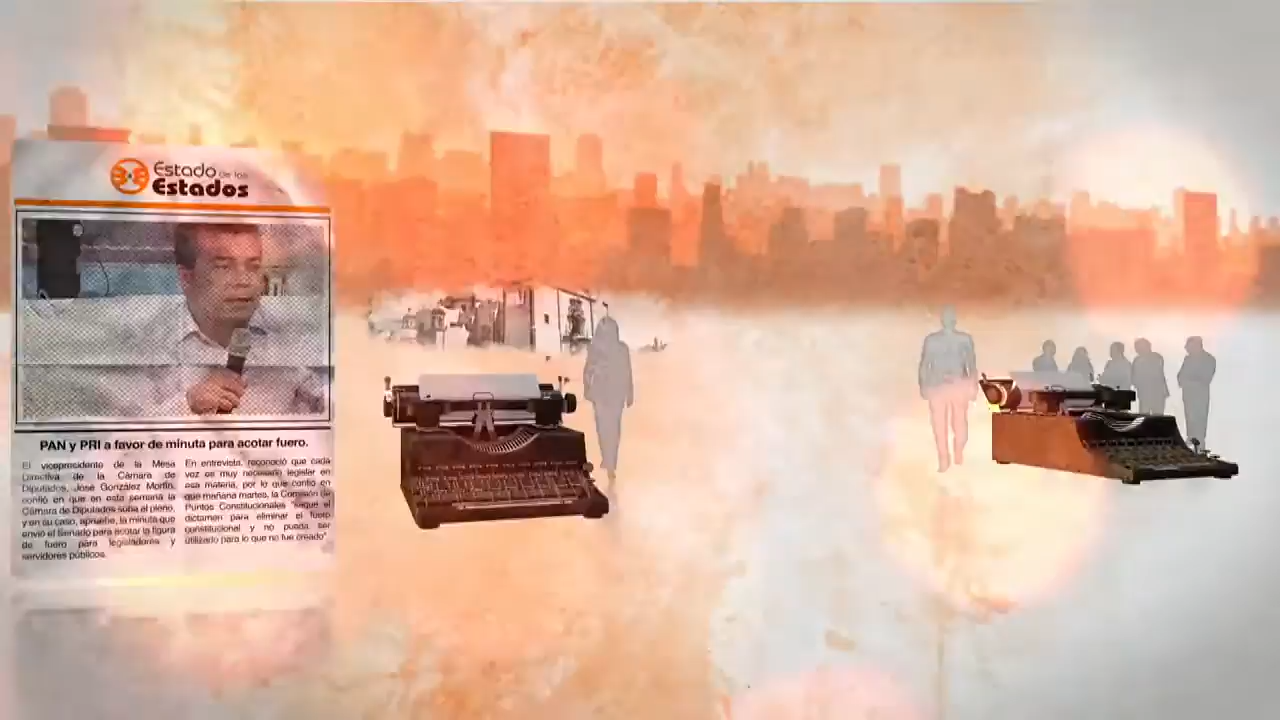 Estado de los
Estados
PAN y PRI a favor de minuta para acotar fuero.
El vicepresidente de la Mesa
Directiva de la Cámara de
Diputados, José González Morfín,
confió en que en esta semana la
Cámara de Diputados suba al pleno,
y en su caso, apruebe, la minuta que
envió el Senado para acotar la figura
de fuero para legisladores y
servidores públicos.
En entrevista, reconoció que cada
vez es muy necesario legislar en
esa materia, por lo que confió en
que mañana martes, la Comisión de
Puntos Constitucionales "saque el
dictamen para eliminar el fuero
constitucional y no pueda ser
utilizado para lo que no fue creado"